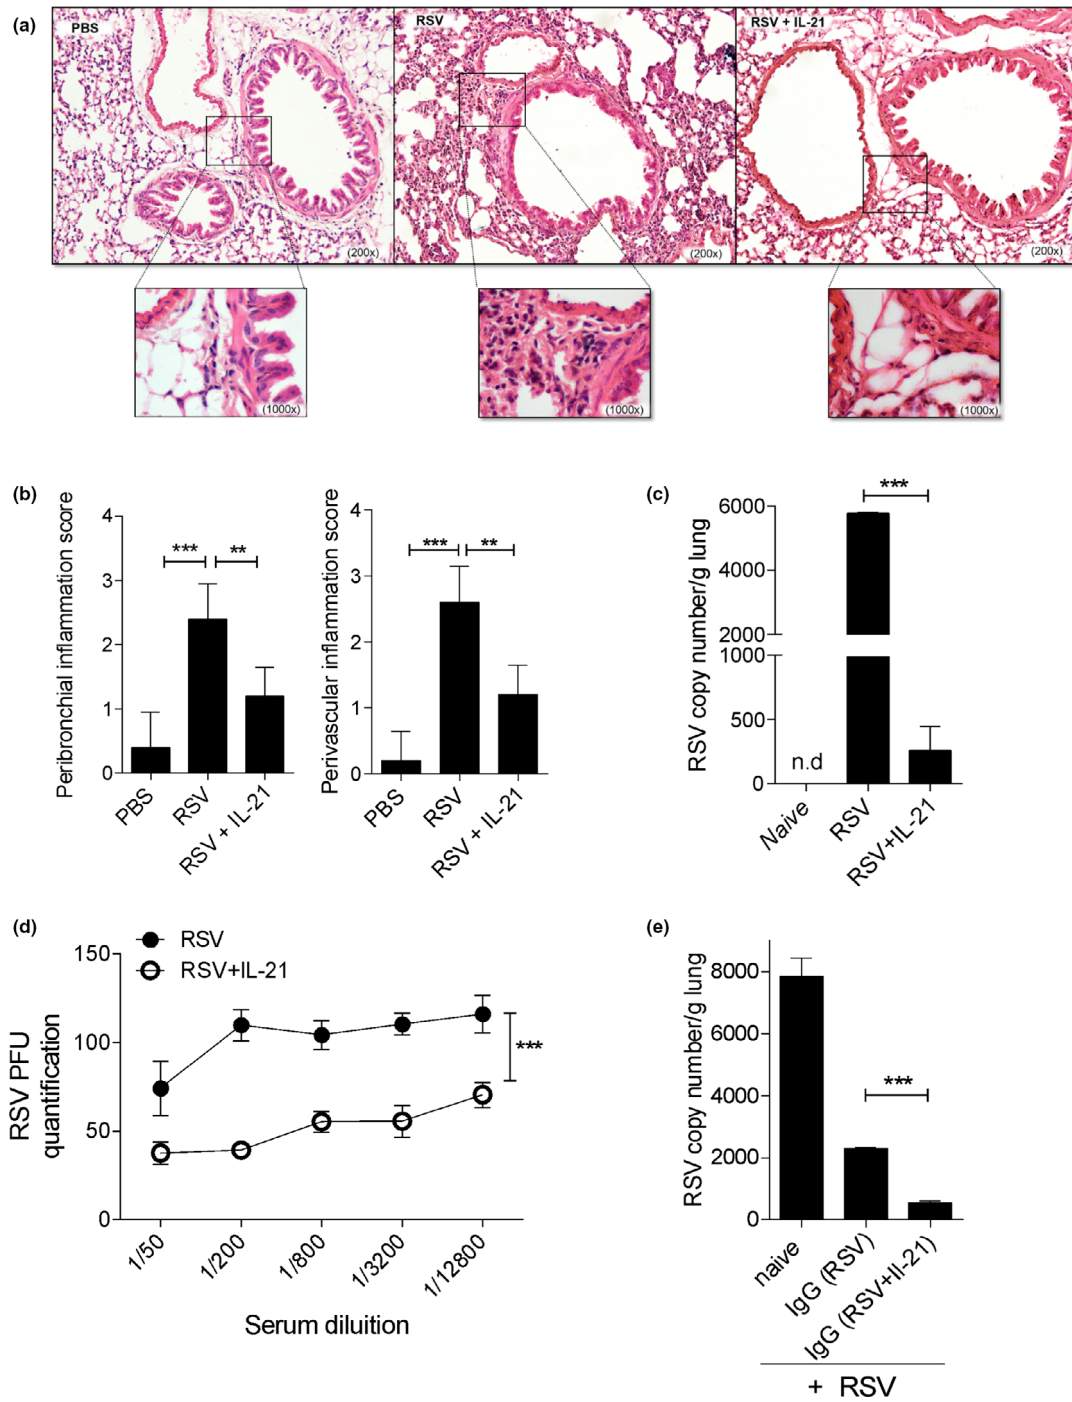 (a)
PBS
RSV
RSV + IL-21
(200x)
(200x)
(200x)
(1000x)
(1000x)
(1000x)
(b)
Peribronchial inflammation score
4
3
2
1
0
***
**
PBS
RSV
RSV + IL-21
Perivascular inflammation score
4
3
2
1
0
***
**
PBS
RSV
RSV + IL-21
(c)
RSV copy number/g lung
6000
4000
2000
1000
500
0
***
n.d
Naive
RSV
RSV+IL-21
(d)
RSV
RSV+IL-21
RSV PFU
quantification
150
100
50
0
***
1/50
1/200
1/800
1/3200
1/12800
Serum diluition
(e)
RSV copy number/g lung
8000
6000
4000
2000
0
***
naive
IgG (RSV)
IgG (RSV+Il-21)
+ RSV